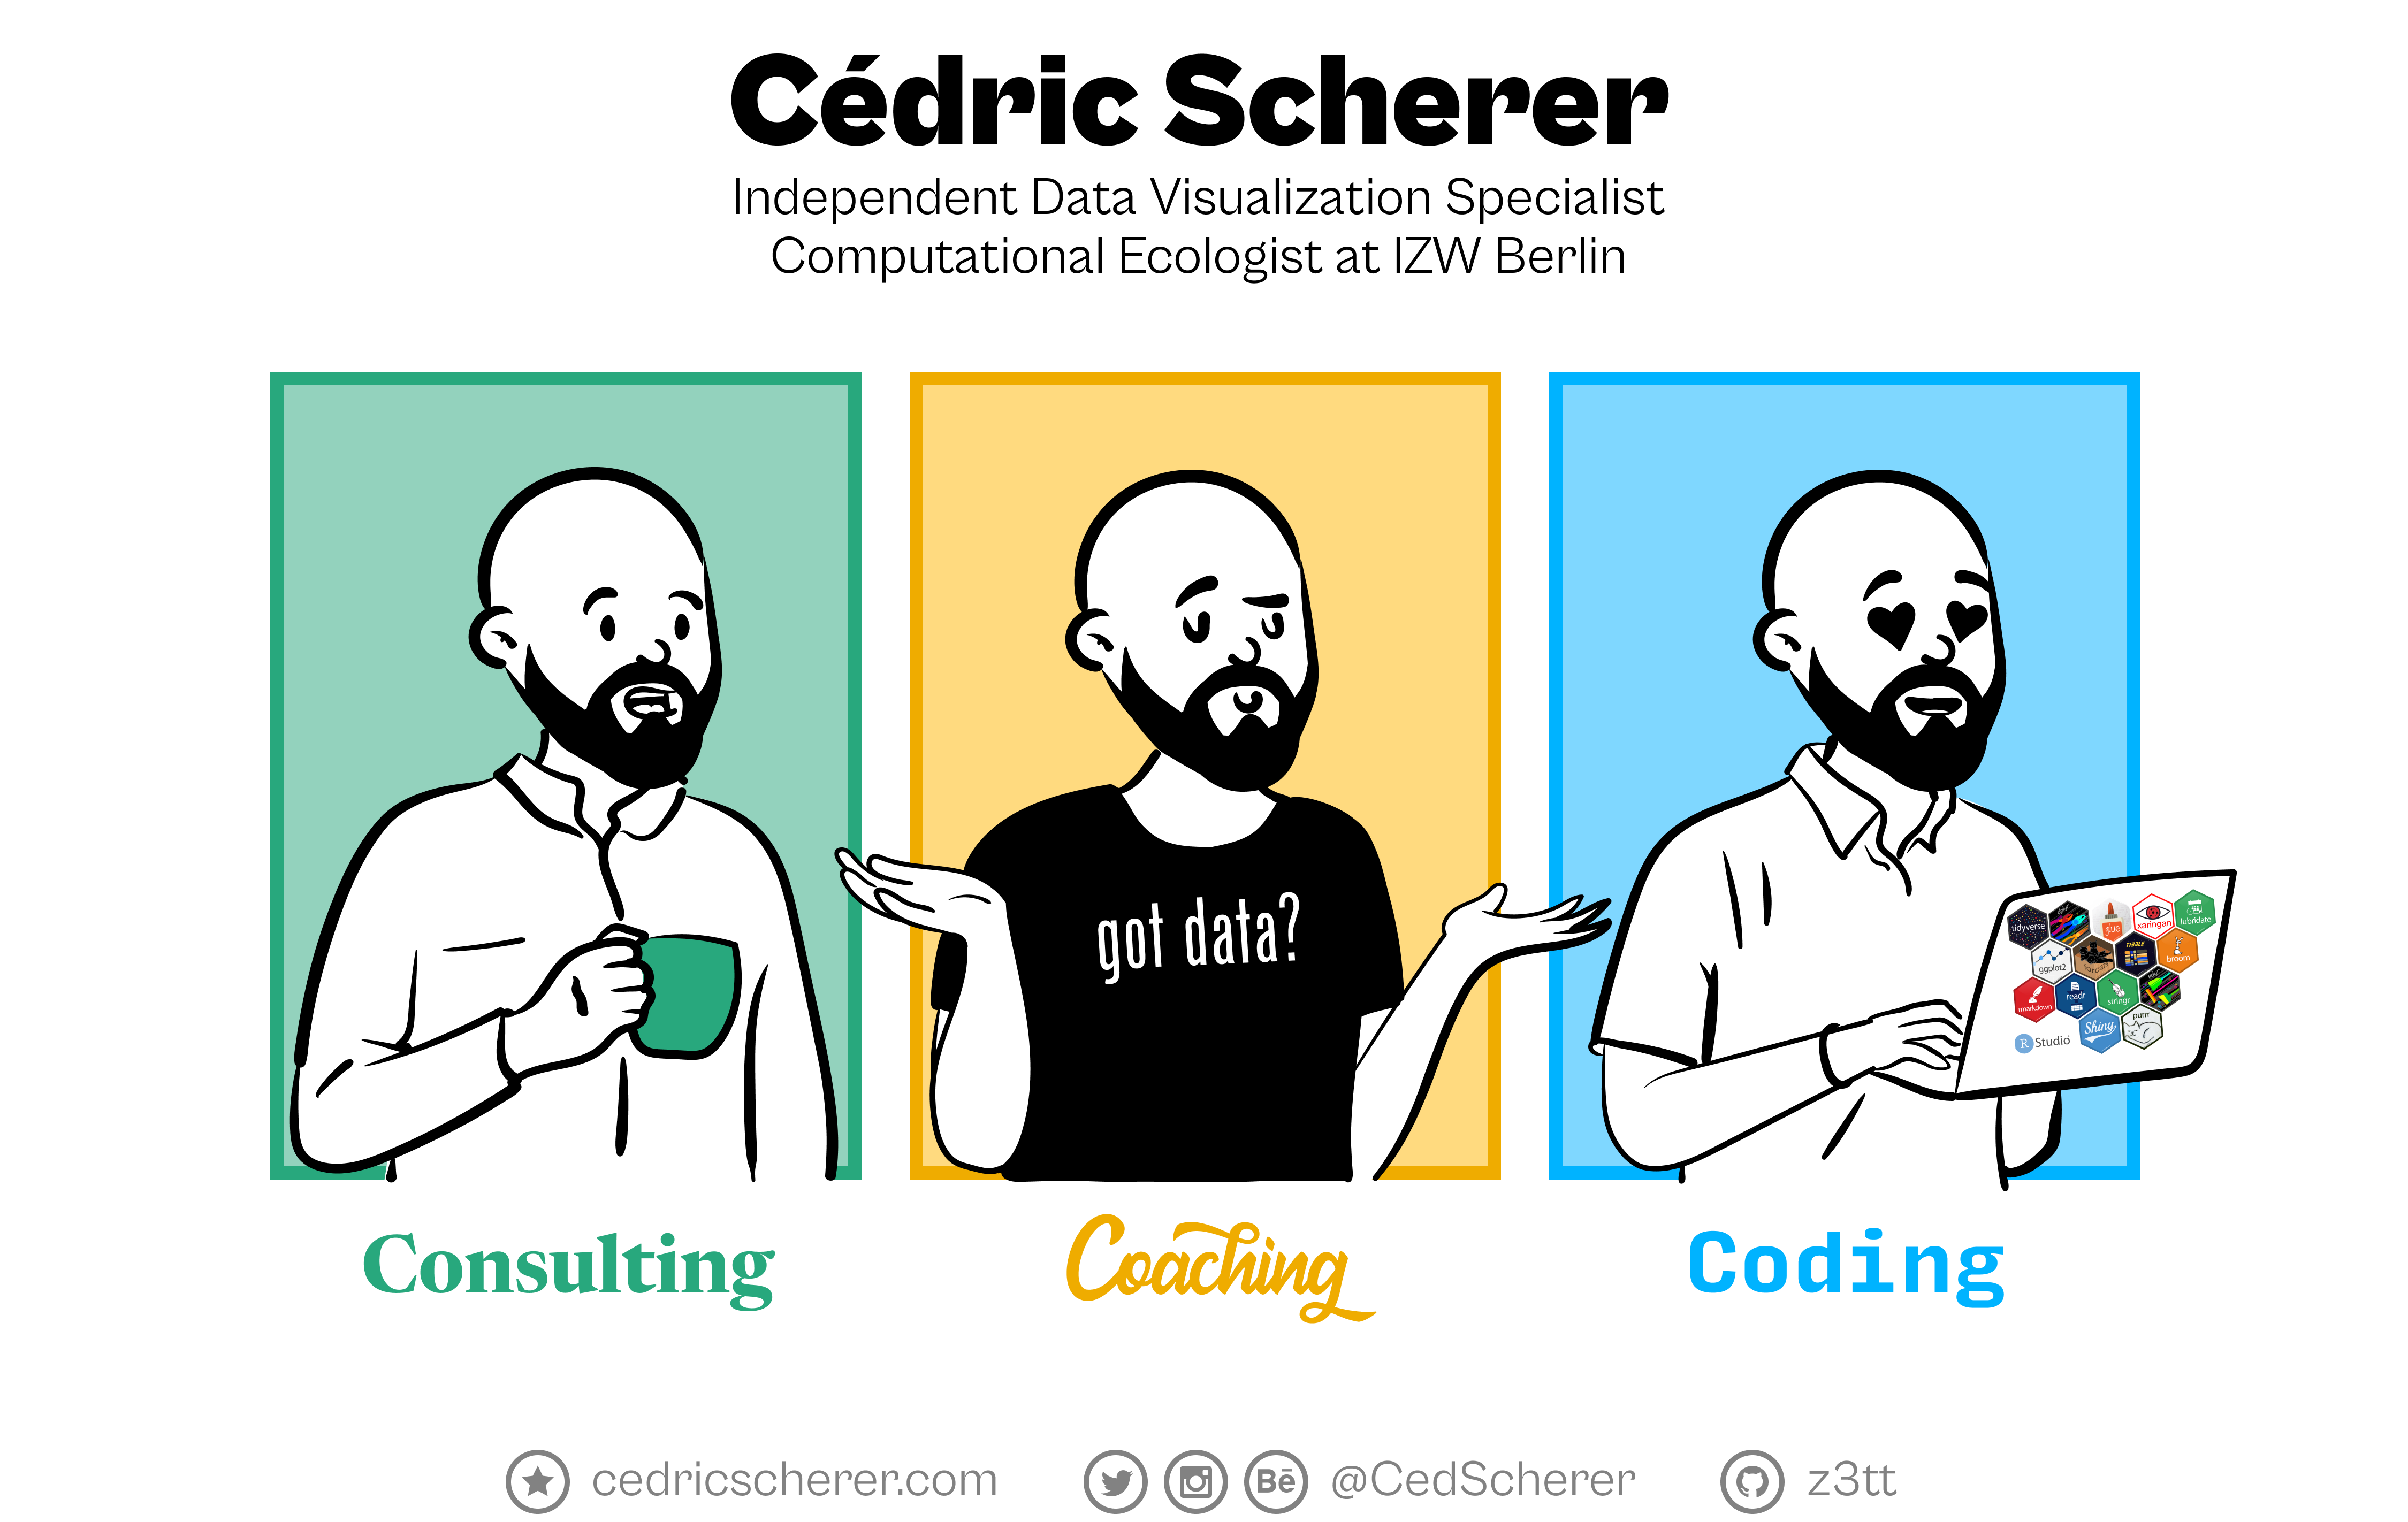 Cédric Scherer
Independent Data Visualization Specialist
Computational Ecologist at IZW Berlin
got data?
tidyverse
glue
xaringan
lubridate
ggplot2
TIBBLE
broom
rmarkdown
readr
stringr
purrr
Shiny
R Studio
Consulting
Coaching
Coding
cedricscherer.com
Bē
@CedScherer
z3tt